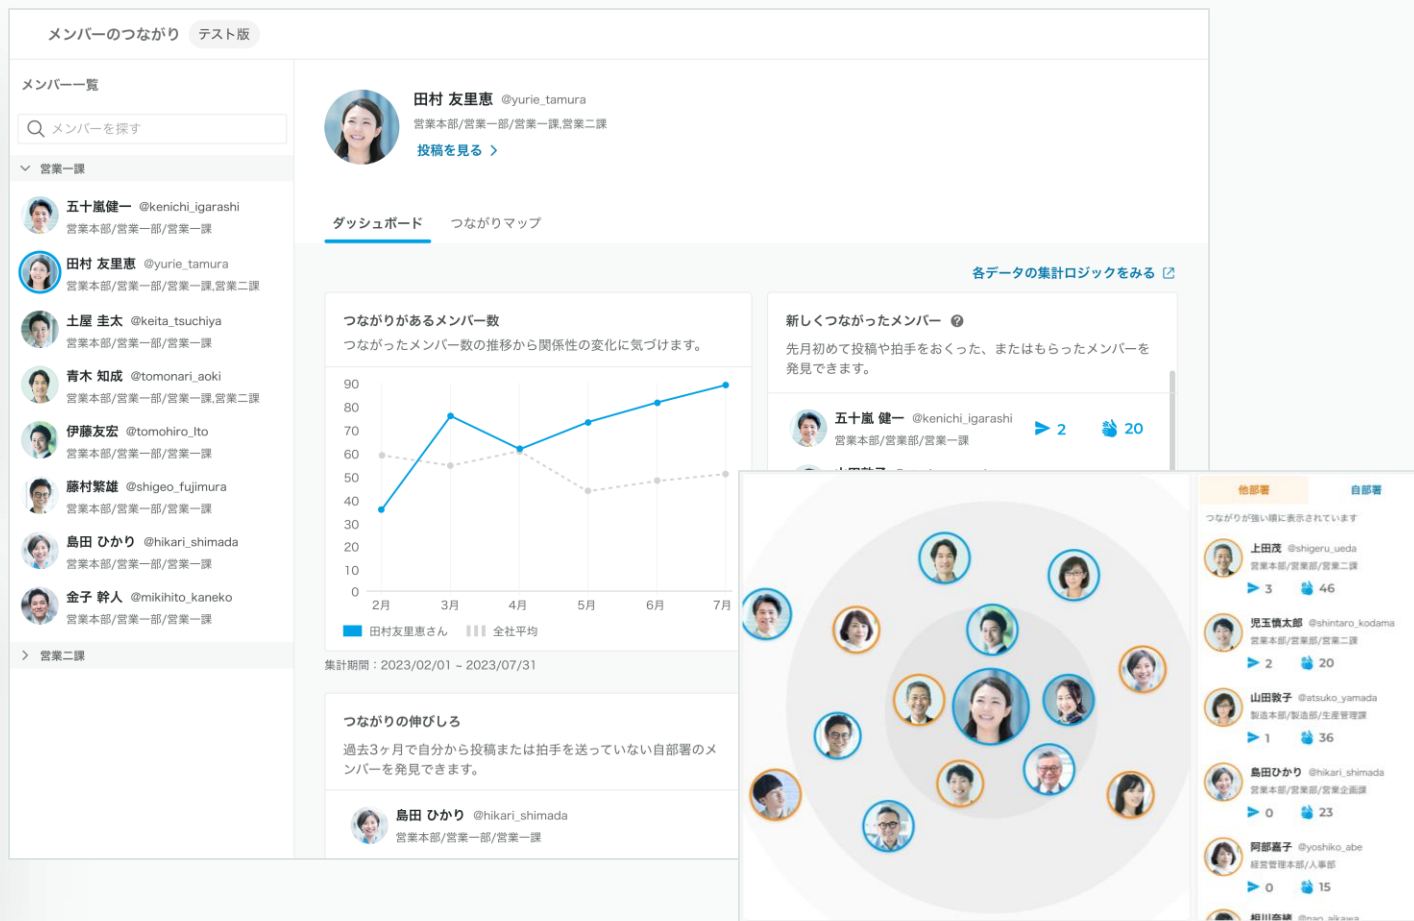 メンバーのつながり テスト版
メンバー一覧
メンバーを探す
営業一課
五十嵐健一 @kenichi_igarashi
営業本部/営業一部/営業一課
田村 友里恵 @yurie_tamura
営業本部/営業一部/営業一課,営業二課
土屋 圭太 @keita_tsuchiya
営業本部/営業一部/営業一課
青木 知成 @tomonari_aoki
営業本部/営業一部/営業一課,営業二課
伊藤友宏 @tomohiro_Ito
営業本部/営業一部/営業一課
藤村繁雄 @shigeo_fujimura
営業本部/営業一部/営業一課
島田 ひかり @hikari_shimada
営業本部/営業一部/営業一課
金子 幹人 @mikihito_kaneko
営業本部/営業一部/営業一課
営業二課
田村 友里恵 @yurie_tamura
営業本部/営業一部/営業一課,営業二課
投稿を見る
ダッシュボード つながりマップ
各データの集計ロジックをみる
つながりがあるメンバー数
つながったメンバー数の推移から関係性の変化に気づけます。
90
80
70
60
50
40
30
20
10
0
2月 3月 4月 5月 6月 7月
田村友里恵さん 全社平均
集計期間：2023/02/01 ~ 2023/07/31
つながりの伸びしろ
過去3ヶ月で自分から投稿または拍手を送っていない自部署のメ
ンバーを発見できます。
島田 ひかり @hikari_shimada
営業本部/営業一部/営業一課
新しくつながったメンバー
先月初めて投稿や拍手をおくった、またはもらったメンバーを
発見できます。
五十嵐 健一 @kenichi_igarashi
営業本部/営業部/営業一課
2 20
他部署 自部署
つながりが強い順に表示されています
上田茂 @shigeru_ueda
営業本部/営業部/営業二課
3 46
児玉慎太郎 @shintaro_kodama
営業本部/営業部/営業二課
2 20
山田敦子 @atsuko_yamada
製造本部/製造部/生産管理課
1 36
島田ひかり @hikari_shimada
営業本部/営業部/営業企画課
0 23
阿部嘉子 @yoshiko_abe
経営管理本部/人事部
0 15
相川奈緒 @nao_aikawa